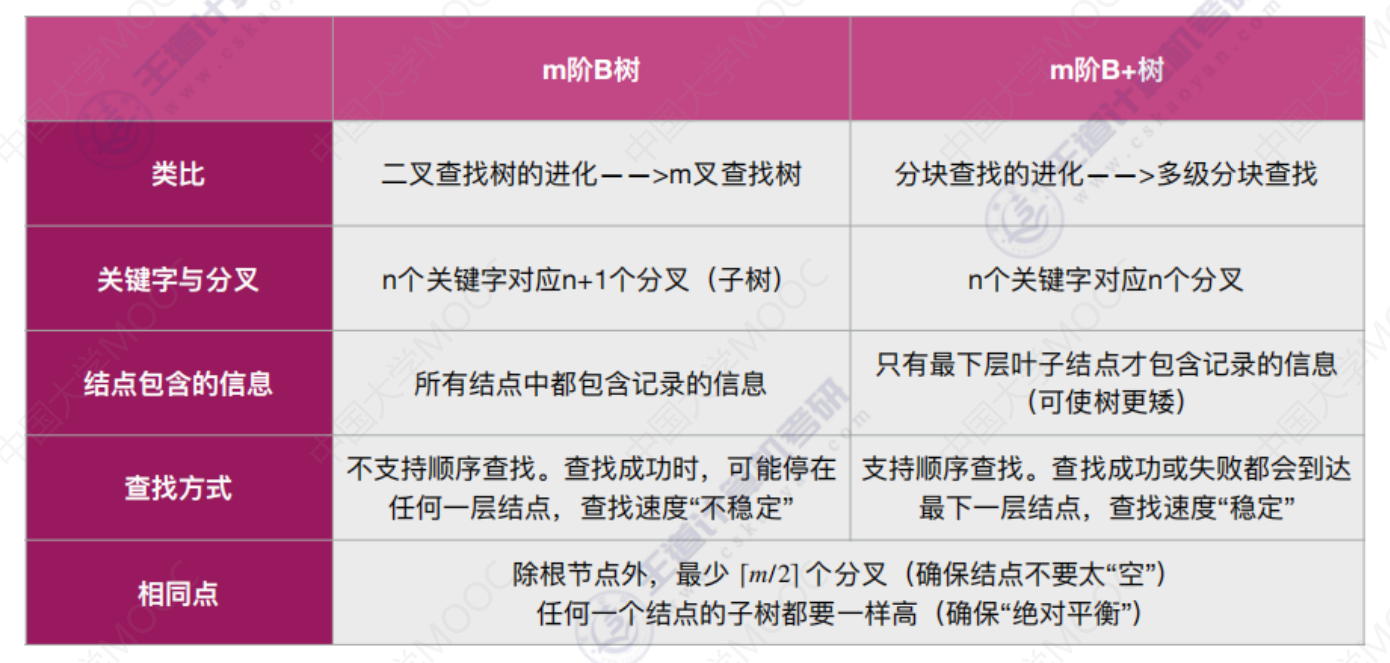 m阶B树
m阶B+树
类比
二叉查找树的进化——>m叉查找树
分块查找的进化——>多级分块查找
关键字与分叉
n个关键字对应n+1个分叉（子树）
n个关键字对应n个分叉
结点包含的信息
所有结点中都包含记录的信息
只有最下层叶子结点才包含记录的信息
（可使树更矮）
查找方式
不支持顺序查找。查找成功时，可能停在
任何一层结点，查找速度“不稳定”
支持顺序查找。查找成功或失败都会到达
最下一层结点，查找速度“稳定”
相同点
除根节点外，最少 ⌈m/2⌉ 个分叉（确保结点不要太“空”）
任何一个结点的子树都要一样高（确保“绝对平衡”）
王道计算机考研
www.cskaoyan.com
中国大学MOOC